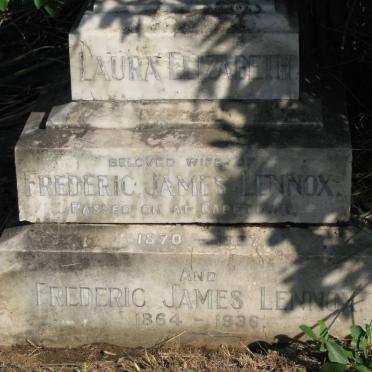 LAURA ELIZABETH
BELOVED WIFE OF
FREDERIC JAMES LENNOX.
PASSED ON AT CAPETOWN.
1870
AND
FREDERIC JAMES LENNOX
1864 - 1936.